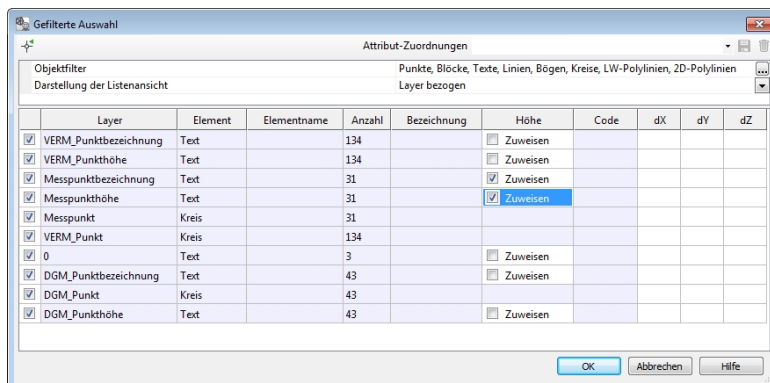 Gefilterte Auswahl
Attribut-Zuordnungen
Objektfilter Punkte, Blöcke, Texte, Linien, Bögen, Kreise, LW-Polylinien, 2D-Polylinien ...
Darstellung der Listenansicht Layer bezogen
Layer Element Elementname Anzahl Bezeichnung Höhe Code dX dY dZ
VERM_Punktbezeichnung Text 134 Zuweisen
VERM_Punkthöhe Text 134 Zuweisen
Messpunktbezeichnung Text 31 Zuweisen
Messpunkthöhe Text 31 Zuweisen
Messpunkt Kreis 31
VERM_Punkt Kreis 134
0 Text 3 Zuweisen
DGM_Punktbezeichnung Text 43 Zuweisen
DGM_Punkt Kreis 43
DGM_Punkthöhe Text 43 Zuweisen
OK Abbrechen Hilfe